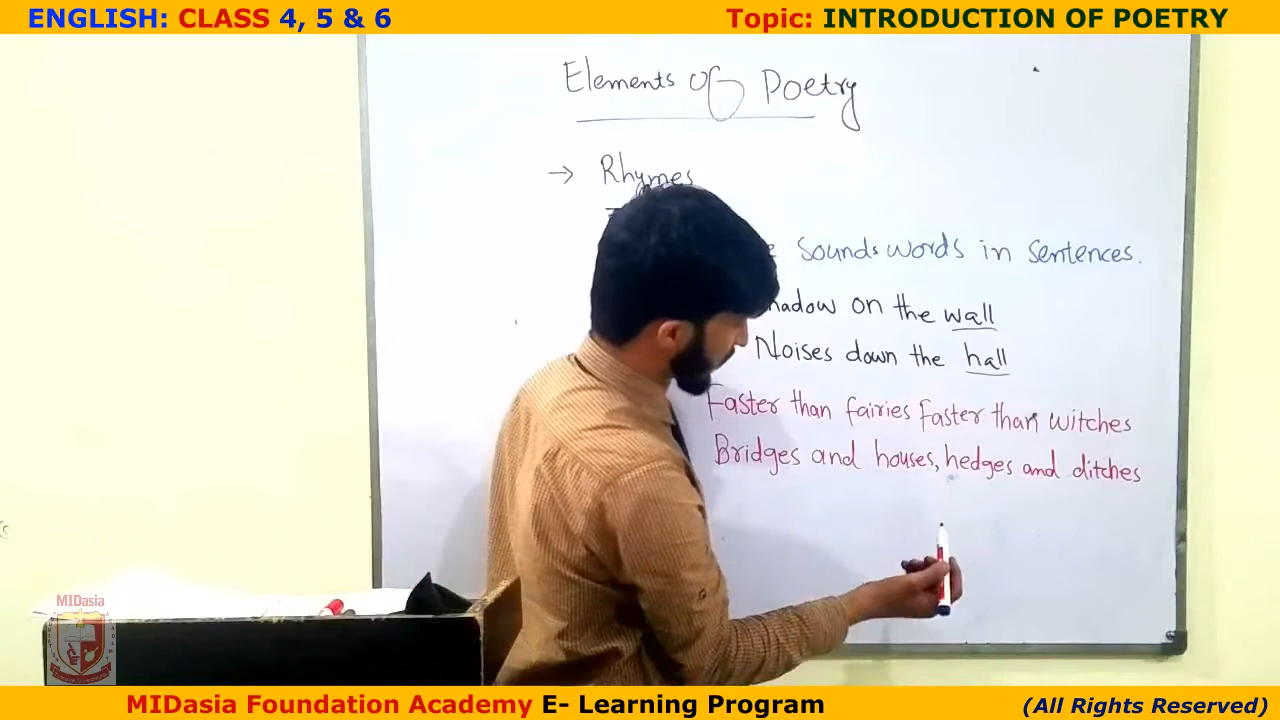 ENGLISH: CLASS 4, 5 & 6
Topic: INTRODUCTION OF POETRY
Elements of Poetry
→ Rhymes
Sounds words in sentences.
on the wall
Noises down the hall
Faster than fairies faster than witches
Bridges and houses, hedges and ditches
MIDasia
MIDasia Foundation Academy E- Learning Program
(All Rights Reserved)